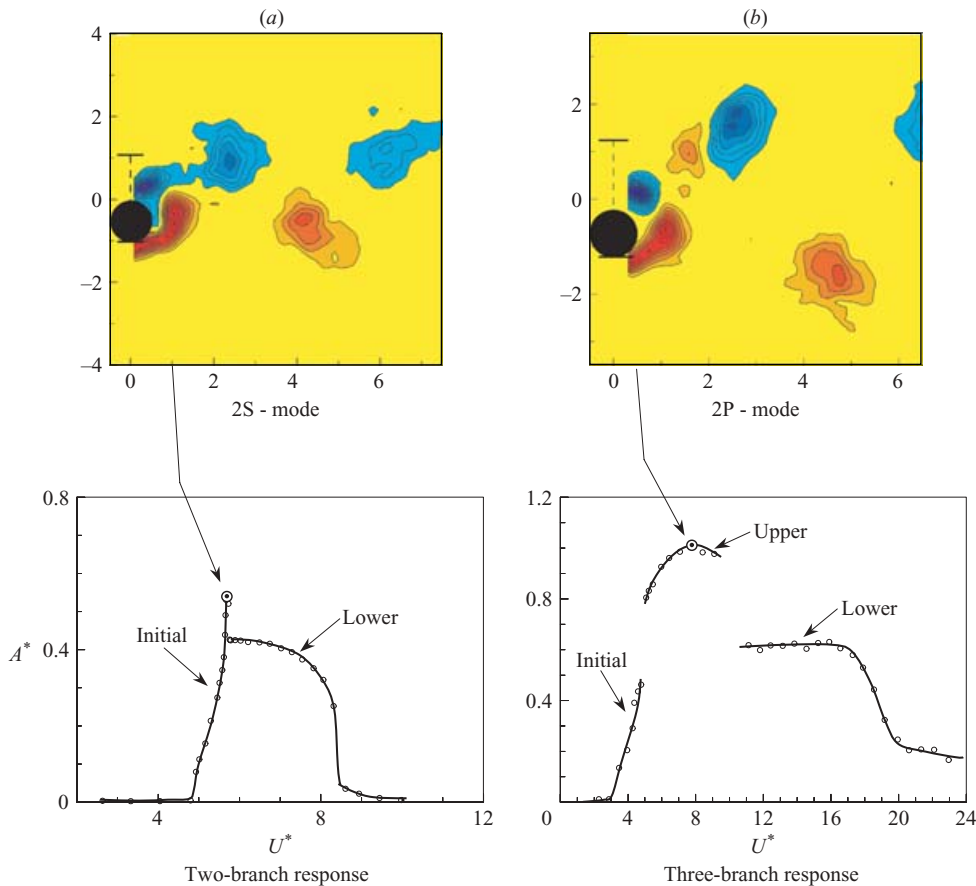 (a)
(b)
4
2
0
−2
−4
0 2 4 6
2S - mode
2
0
−2
0 2 4 6
2P - mode
0.8
0.4
0
A*
Initial
Lower
4 8 12
U*
Two-branch response
1.2
0.8
0.4
0
Upper
Lower
Initial
0 4 8 12 16 20 24
U*
Three-branch response